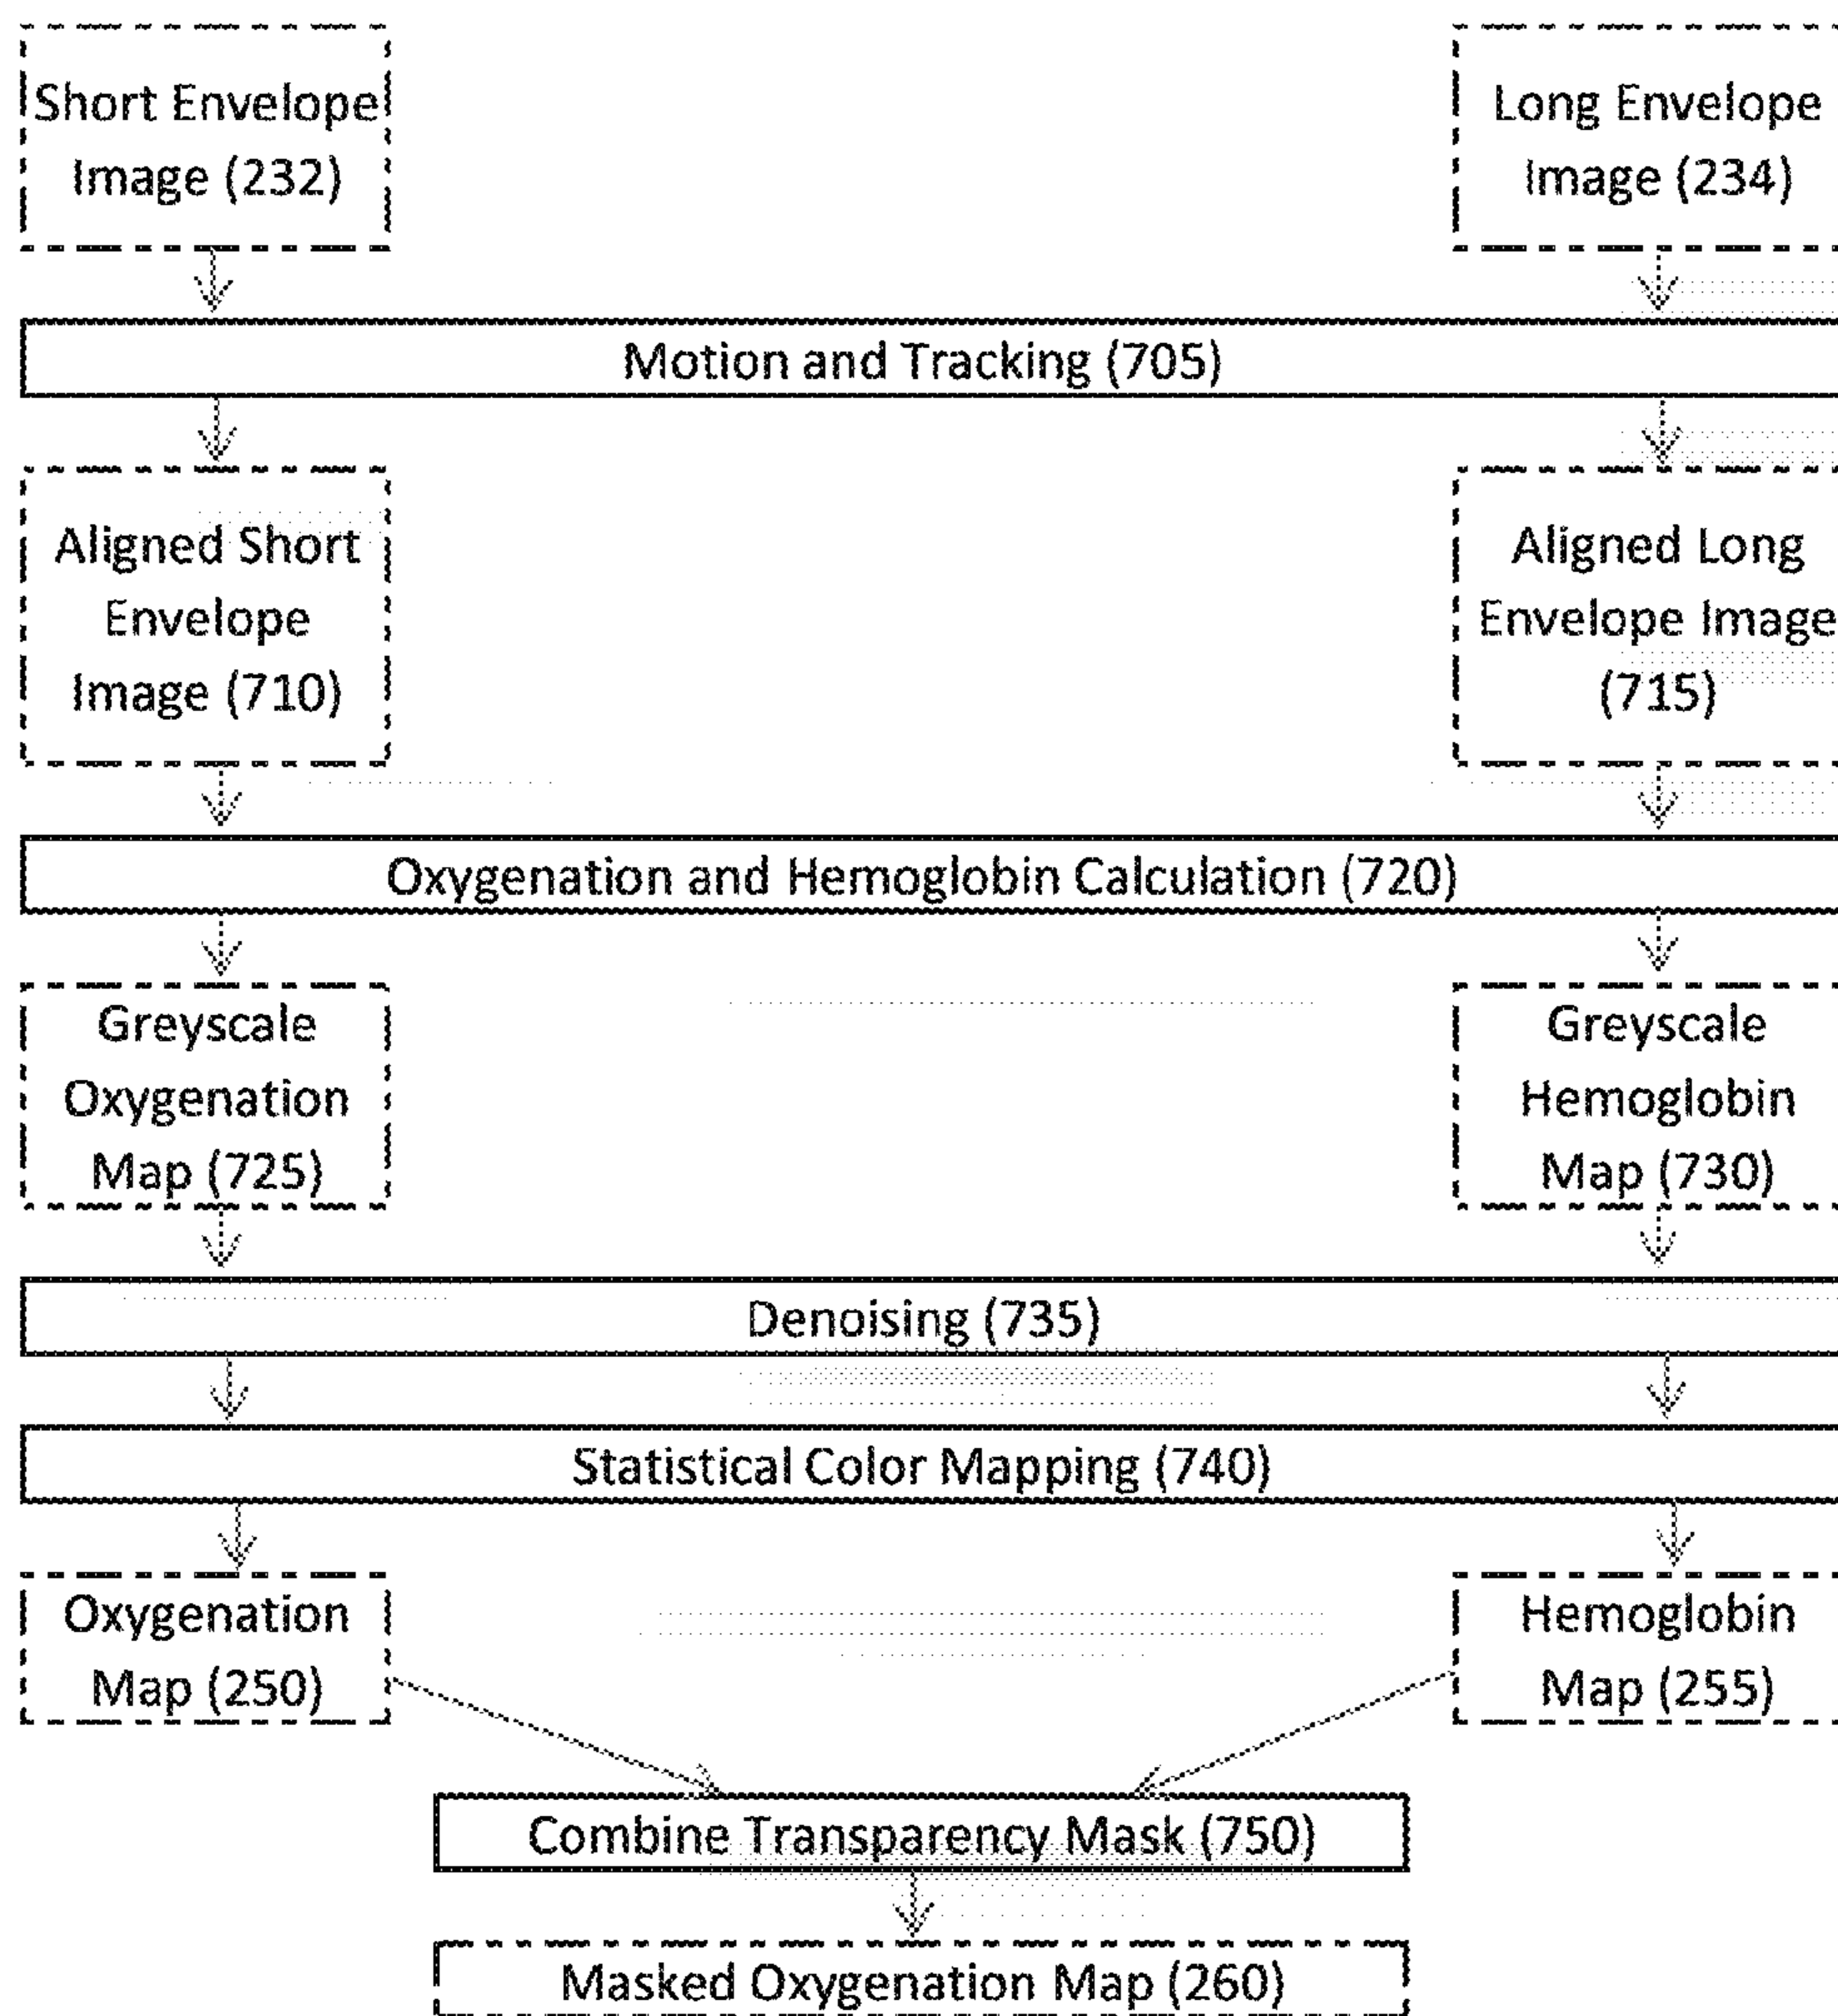 Short Envelope
Image (232)
Long Envelope
Image (234)
Motion and Tracking (705)
Aligned Short
Envelope
Image (710)
Aligned Long
Envelope Image
(715)
Oxygenation and Hemoglobin Calculation (720)
Greyscale
Oxygenation
Map (725)
Greyscale
Hemoglobin
Map (730)
Denoising (735)
Statistical Color Mapping (740)
Oxygenation
Map (250)
Hemoglobin
Map (255)
Combine Transparency Mask (750)
Masked Oxygenation Map (260)